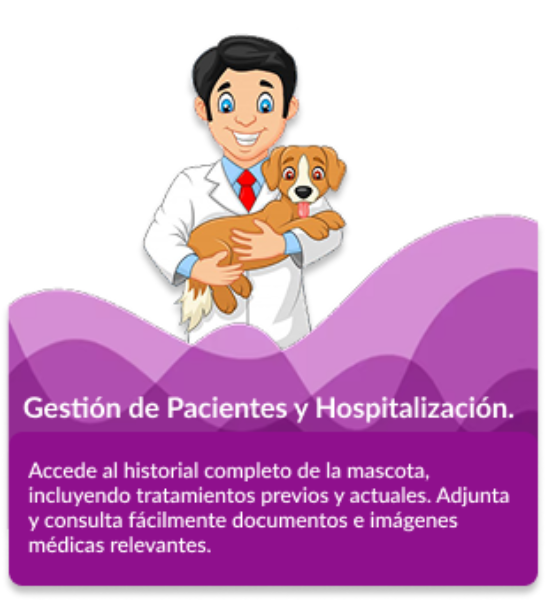 Gestión de Pacientes y Hospitalización.
Accede al historial completo de la mascota,
incluyendo tratamientos previos y actuales. Adjunta
y consulta fácilmente documentos e imágenes
médicas relevantes.